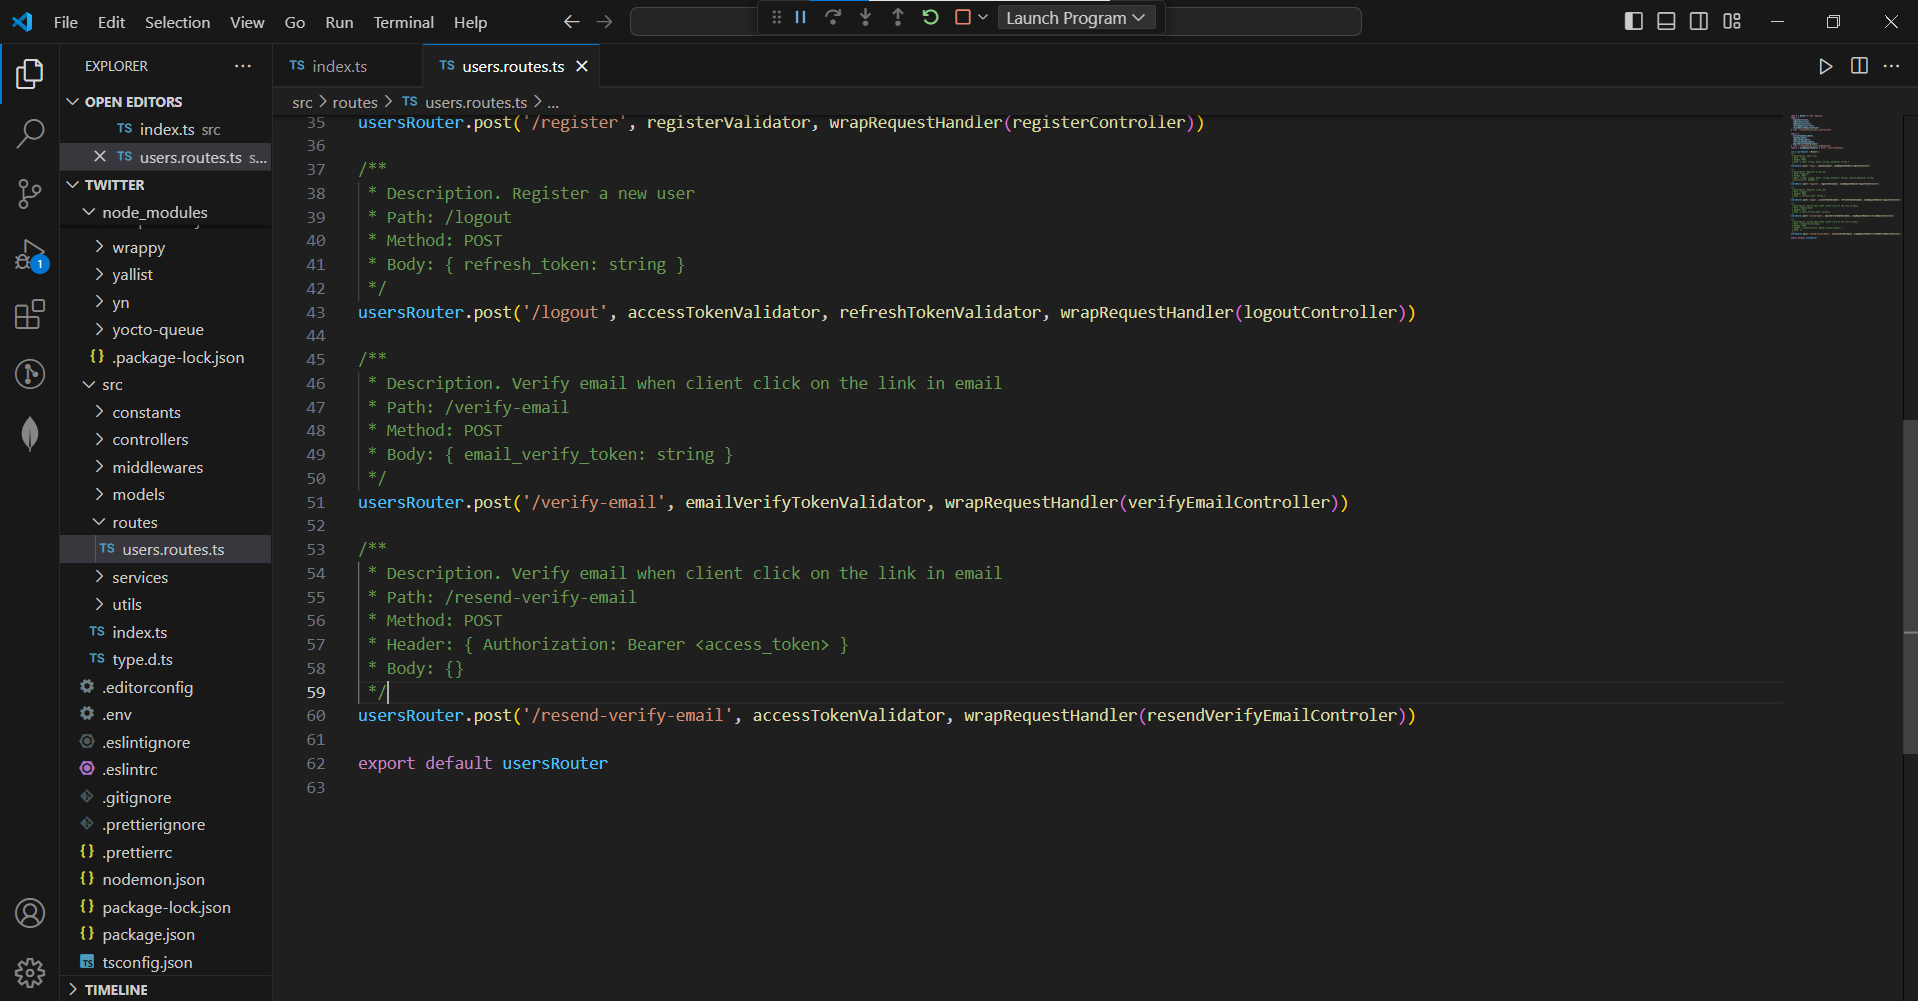 File Edit Selection View Go Run Terminal Help
Launch Program
EXPLORER
OPEN EDITORS
TS index.ts src
TS users.routes.ts s...
TWITTER
node_modules
wrappy
yallist
yn
yocto-queue
{} .package-lock.json
src
constants
controllers
middlewares
models
routes
TS users.routes.ts
services
utils
TS index.ts
TS type.d.ts
.editorconfig
.env
.eslintignore
.eslintrc
.gitignore
.prettierignore
{} .prettierrc
{} nodemon.json
{} package-lock.json
{} package.json
TS tsconfig.json
TIMELINE
1
TS index.ts
TS users.routes.ts
src > routes > TS users.routes.ts > ...
35 usersRouter.post('/register', registerValidator, wrapRequestHandler(registerController))
36
37 /**
38 * Description. Register a new user
39 * Path: /logout
40 * Method: POST
41 * Body: { refresh_token: string }
42 */
43 usersRouter.post('/logout', accessTokenValidator, refreshTokenValidator, wrapRequestHandler(logoutController))
44
45 /**
46 * Description. Verify email when client click on the link in email
47 * Path: /verify-email
48 * Method: POST
49 * Body: { email_verify_token: string }
50 */
51 usersRouter.post('/verify-email', emailVerifyTokenValidator, wrapRequestHandler(verifyEmailController))
52
53 /**
54 * Description. Verify email when client click on the link in email
55 * Path: /resend-verify-email
56 * Method: POST
57 * Header: { Authorization: Bearer <access_token> }
58 * Body: {}
59 */
60 usersRouter.post('/resend-verify-email', accessTokenValidator, wrapRequestHandler(resendVerifyEmailControler))
61
62 export default usersRouter
63